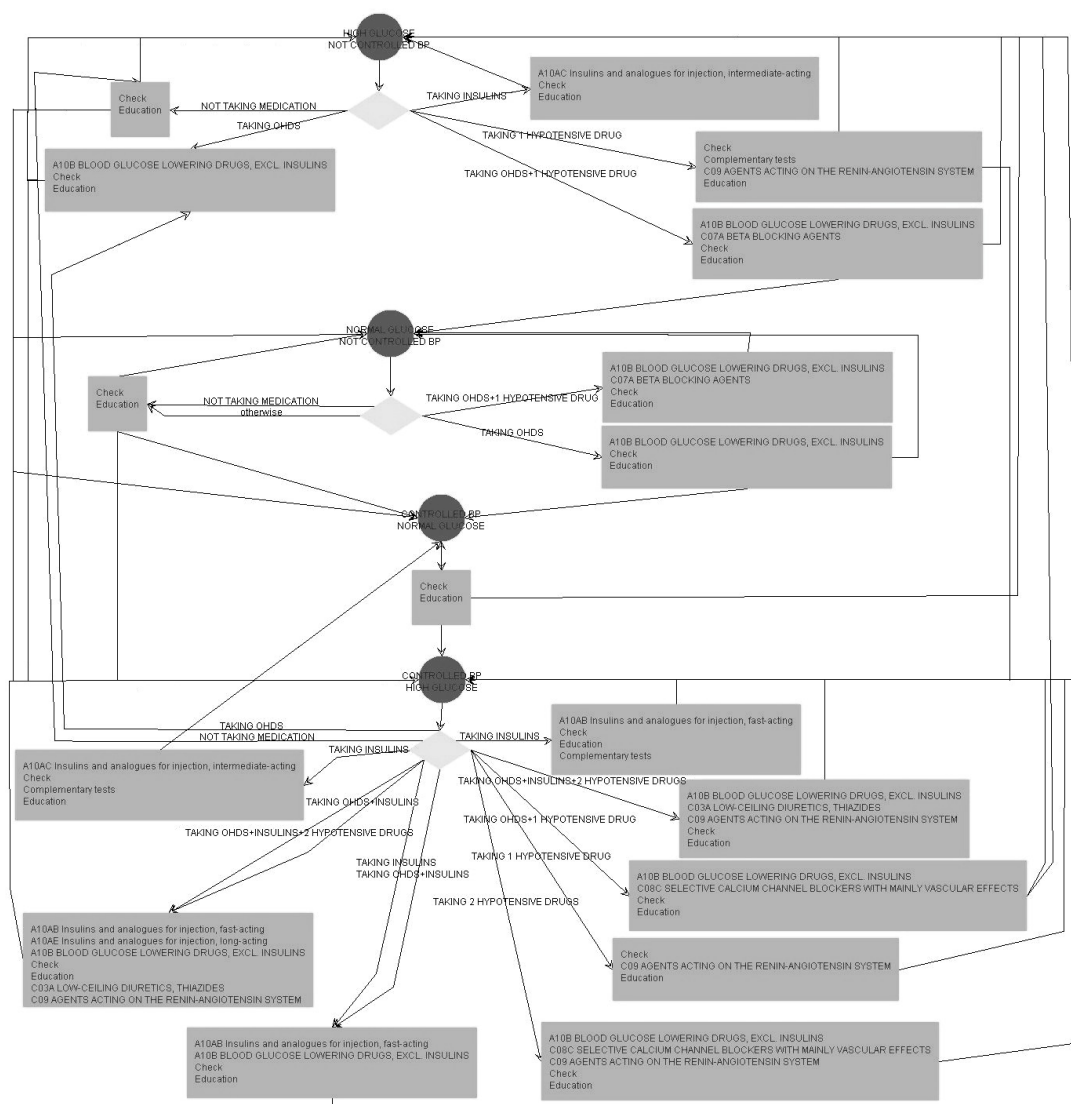 HIGH GLUCOSE
NOT CONTROLLED BP
A10AC Insulins and analogues for injection, intermediate-acting
Check
Education
TAKING INSULINS
Check
Education
NOT TAKING MEDICATION
TAKING OHDS
TAKING 1 HYPOTENSIVE DRUG
Check
Complementary tests
C09 AGENTS ACTING ON THE RENIN-ANGIOTENSIN SYSTEM
Education
A10B BLOOD GLUCOSE LOWERING DRUGS, EXCL. INSULINS
Check
Education
TAKING OHDS+1 HYPOTENSIVE DRUG
A10B BLOOD GLUCOSE LOWERING DRUGS, EXCL. INSULINS
C07A BETA BLOCKING AGENTS
Check
Education
NORMAL GLUCOSE
NOT CONTROLLED BP
A10B BLOOD GLUCOSE LOWERING DRUGS, EXCL. INSULINS
C07A BETA BLOCKING AGENTS
Check
Education
Check
Education
NOT TAKING MEDICATION
otherwise
TAKING OHDS+1 HYPOTENSIVE DRUG
TAKING OHDS
A10B BLOOD GLUCOSE LOWERING DRUGS, EXCL. INSULINS
Check
Education
CONTROLLED BP
NORMAL GLUCOSE
Check
Education
CONTROLLED BP
HIGH GLUCOSE
TAKING OHDS
NOT TAKING MEDICATION
TAKING INSULINS
TAKING INSULINS
A10AB Insulins and analogues for injection, fast-acting
Check
Education
Complementary tests
A10AC Insulins and analogues for injection, intermediate-acting
Check
Complementary tests
Education
TAKING OHDS+INSULINS
TAKING OHDS+INSULINS+2 HYPOTENSIVE DRUGS
A10B BLOOD GLUCOSE LOWERING DRUGS, EXCL. INSULINS
C03A LOW-CEILING DIURETICS, THIAZIDES
C09 AGENTS ACTING ON THE RENIN-ANGIOTENSIN SYSTEM
Check
Education
TAKING OHDS+INSULINS+2 HYPOTENSIVE DRUGS
TAKING OHDS+1 HYPOTENSIVE DRUG
TAKING INSULINS
TAKING OHDS+INSULINS
TAKING 1 HYPOTENSIVE DRUG
A10B BLOOD GLUCOSE LOWERING DRUGS, EXCL. INSULINS
C08C SELECTIVE CALCIUM CHANNEL BLOCKERS WITH MAINLY VASCULAR EFFECTS
Check
Education
TAKING 2 HYPOTENSIVE DRUGS
A10AB Insulins and analogues for injection, fast-acting
A10AE Insulins and analogues for injection, long-acting
A10B BLOOD GLUCOSE LOWERING DRUGS, EXCL. INSULINS
Check
Education
C03A LOW-CEILING DIURETICS, THIAZIDES
C09 AGENTS ACTING ON THE RENIN-ANGIOTENSIN SYSTEM
Check
C09 AGENTS ACTING ON THE RENIN-ANGIOTENSIN SYSTEM
Education
A10AB Insulins and analogues for injection, fast-acting
A10B BLOOD GLUCOSE LOWERING DRUGS, EXCL. INSULINS
Check
Education
A10B BLOOD GLUCOSE LOWERING DRUGS, EXCL. INSULINS
C08C SELECTIVE CALCIUM CHANNEL BLOCKERS WITH MAINLY VASCULAR EFFECTS
C09 AGENTS ACTING ON THE RENIN-ANGIOTENSIN SYSTEM
Check
Education